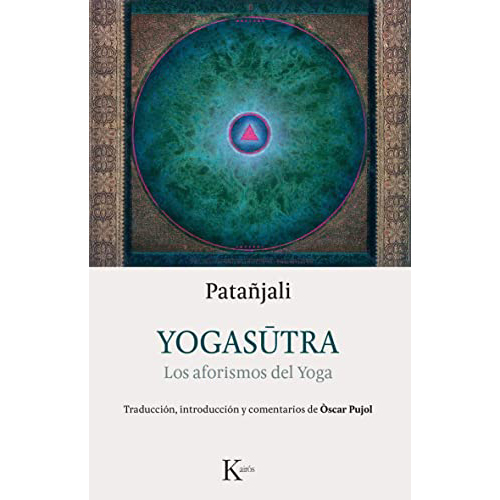 Patañjali
YOGASŪTRA
Los aforismos del Yoga
Traducción, introducción y comentarios de Òscar Pujol
Kairós